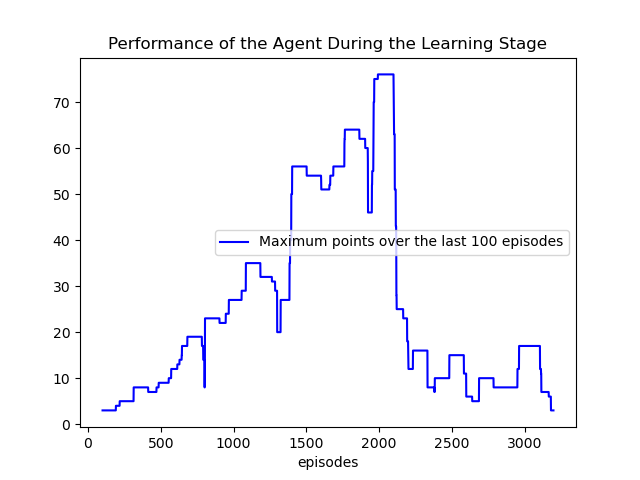 Performance of the Agent During the Learning Stage
70
60
50
40
30
20
10
0
Maximum points over the last 100 episodes
0 500 1000 1500 2000 2500 3000
episodes